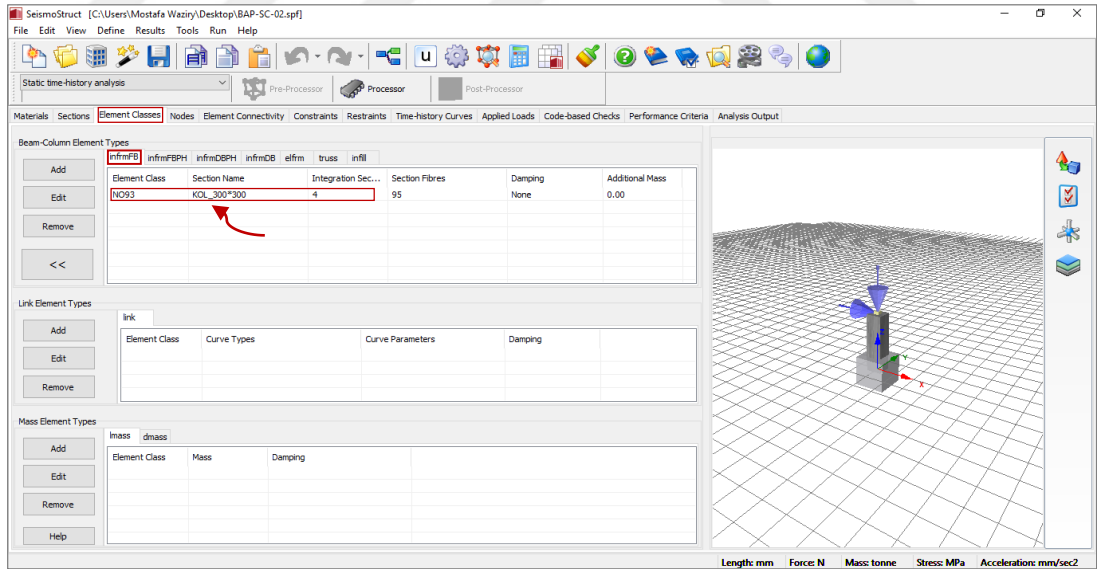 SeismoStruct [C:\Users\Mostafa Waziry\Desktop\BAP-SC-02.spf]
File Edit View Define Results Tools Run Help
u
Static time-history analysis
Pre-Processor
Processor
Post-Processor
Materials Sections Element Classes Nodes Element Connectivity Constraints Restraints Time-history Curves Applied Loads Code-based Checks Performance Criteria Analysis Output
Beam-Column Element Types
infrmFB infrmFBPH infrmDBPH infrmDB elfrm truss infill
Add
Edit
Remove
<<
Element Class Section Name Integration Sec... Section Fibres Damping Additional Mass
NO93 KOL_300*300 4 95 None 0.00
Link Element Types
link
Add
Edit
Remove
Element Class Curve Types Curve Parameters Damping
Mass Element Types
lmass dmass
Add
Edit
Remove
Help
Element Class Mass Damping
Y
X
Length: mm Force: N Mass: tonne Stress: MPa Acceleration: mm/sec2